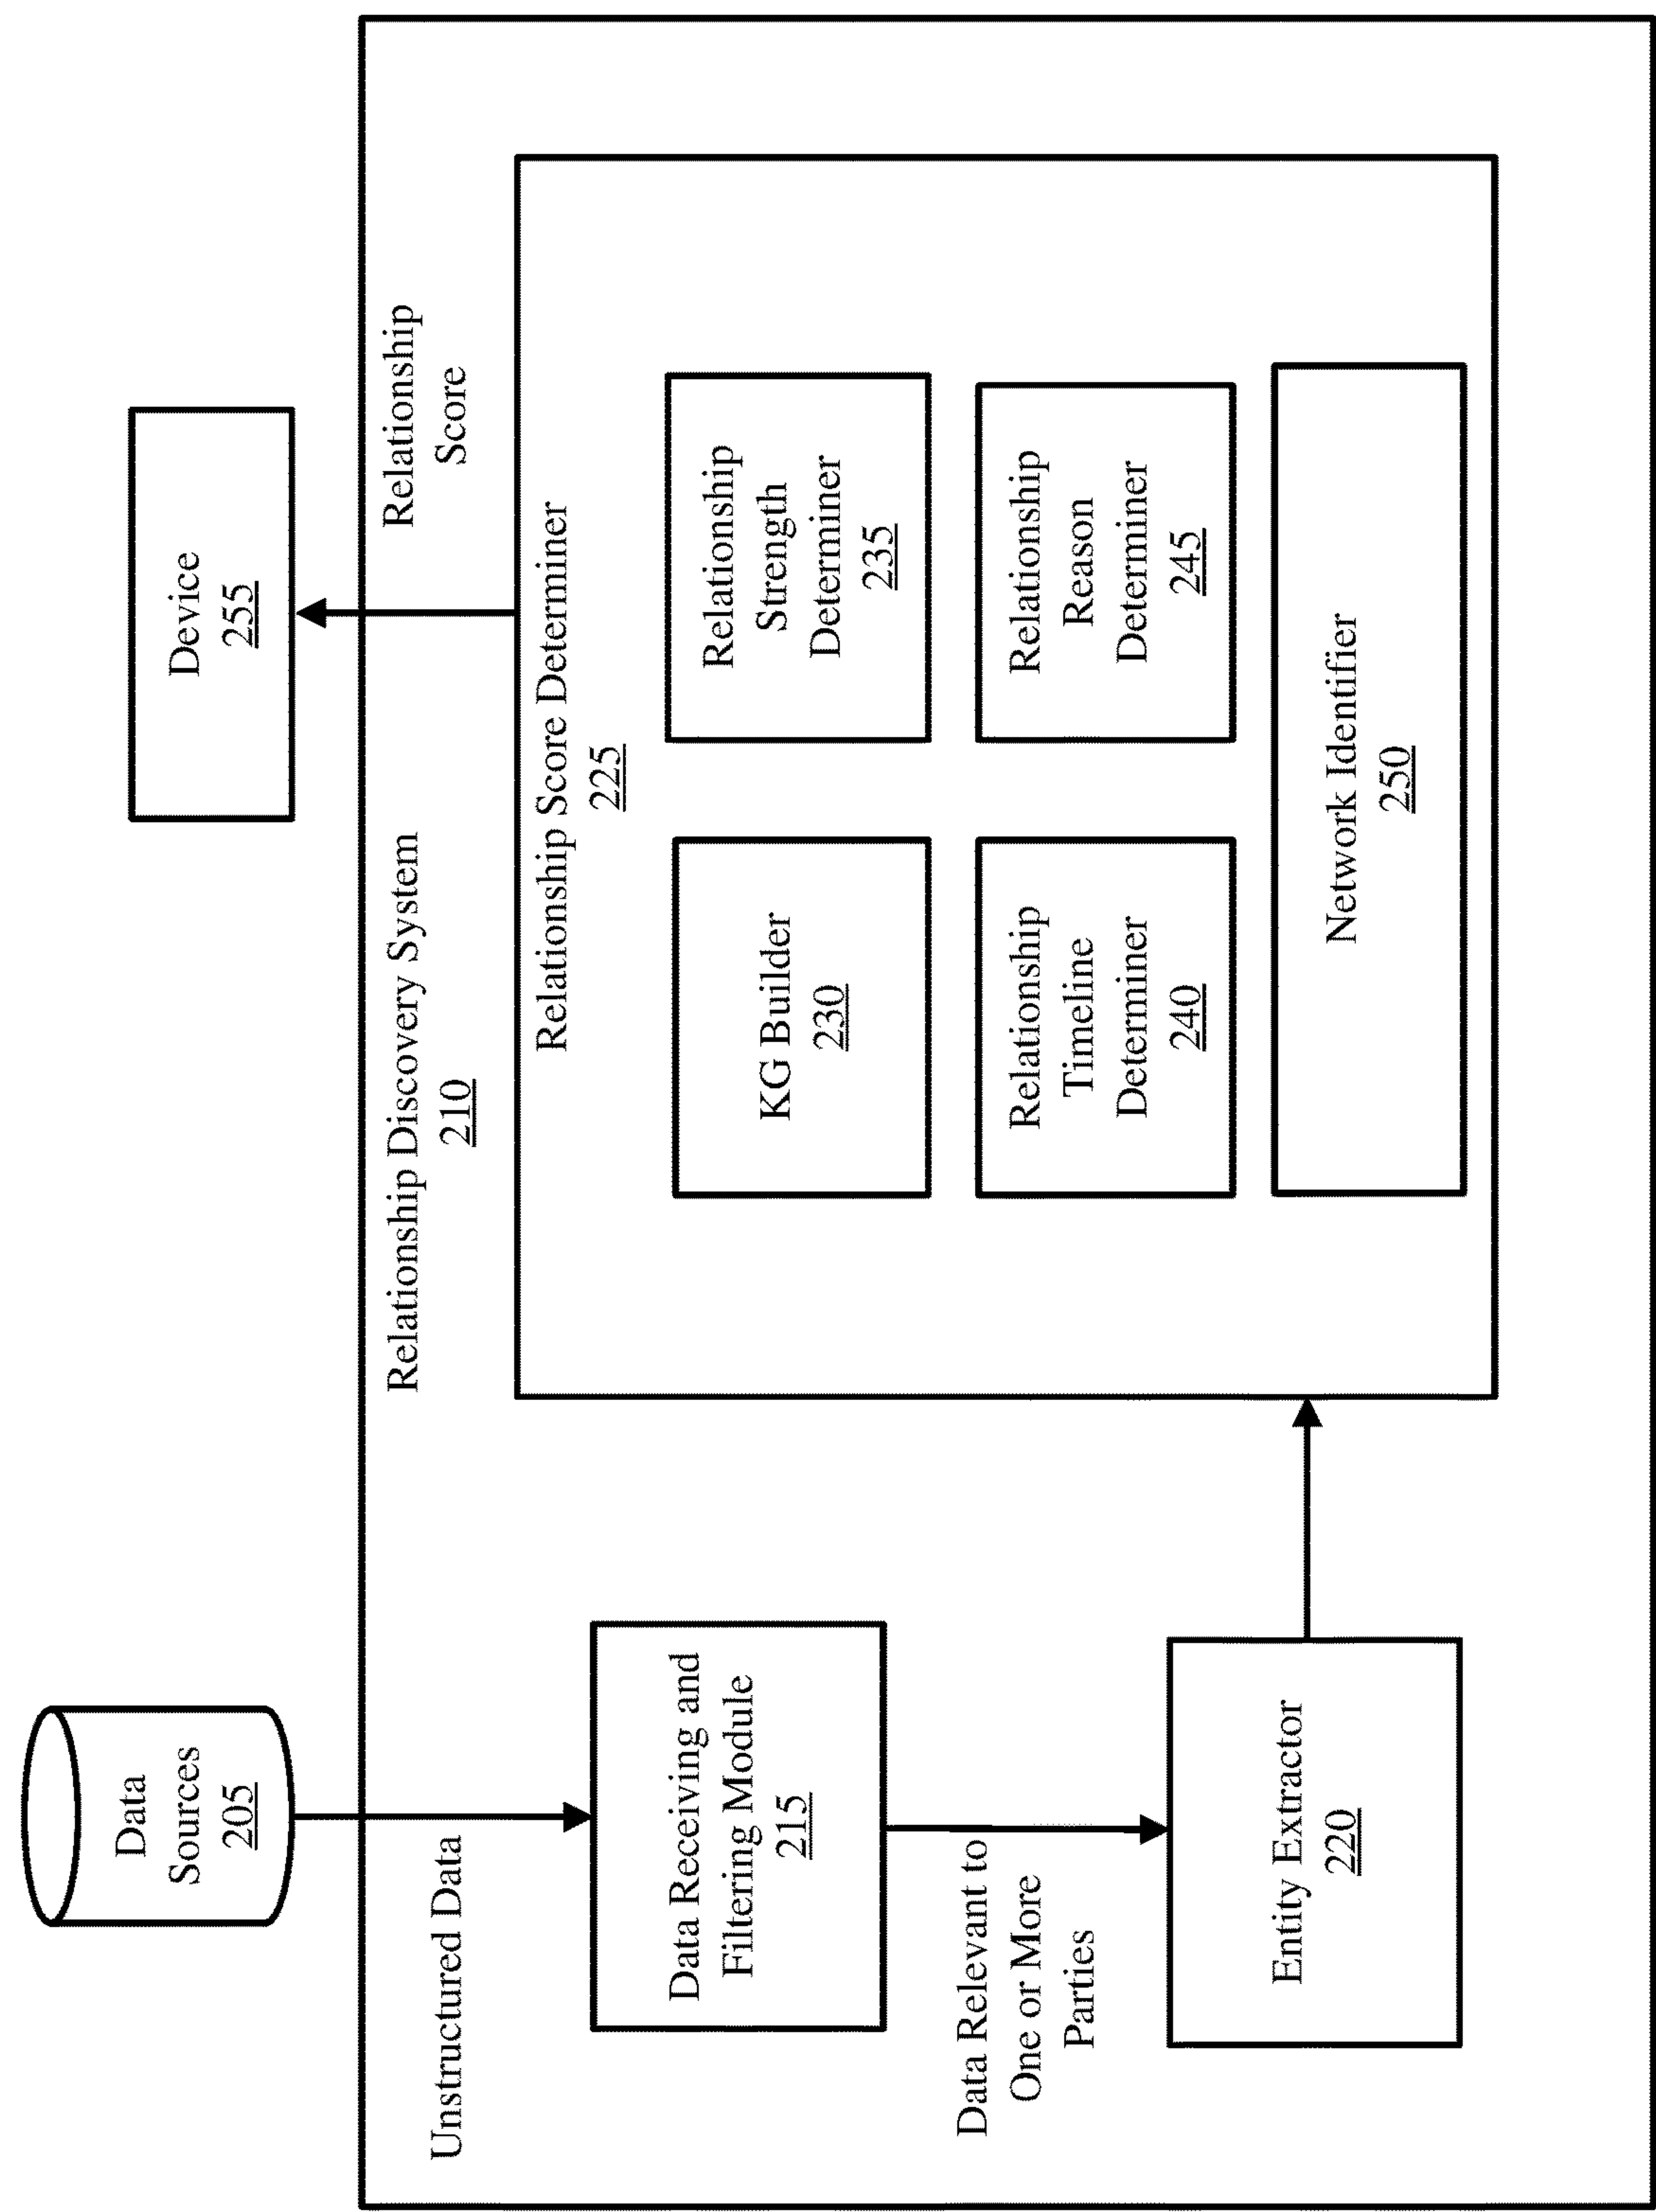 Data
Sources
205
Device
255
Relationship Discovery System
210
Relationship
Score
Unstructured Data
Data Receiving and
Filtering Module
215
Data Relevant to
One or More
Parties
Entity Extractor
220
Relationship Score Determiner
225
KG Builder
230
Relationship
Strength
Determiner
235
Relationship
Timeline
Determiner
240
Relationship
Reason
Determiner
245
Network Identifier
250